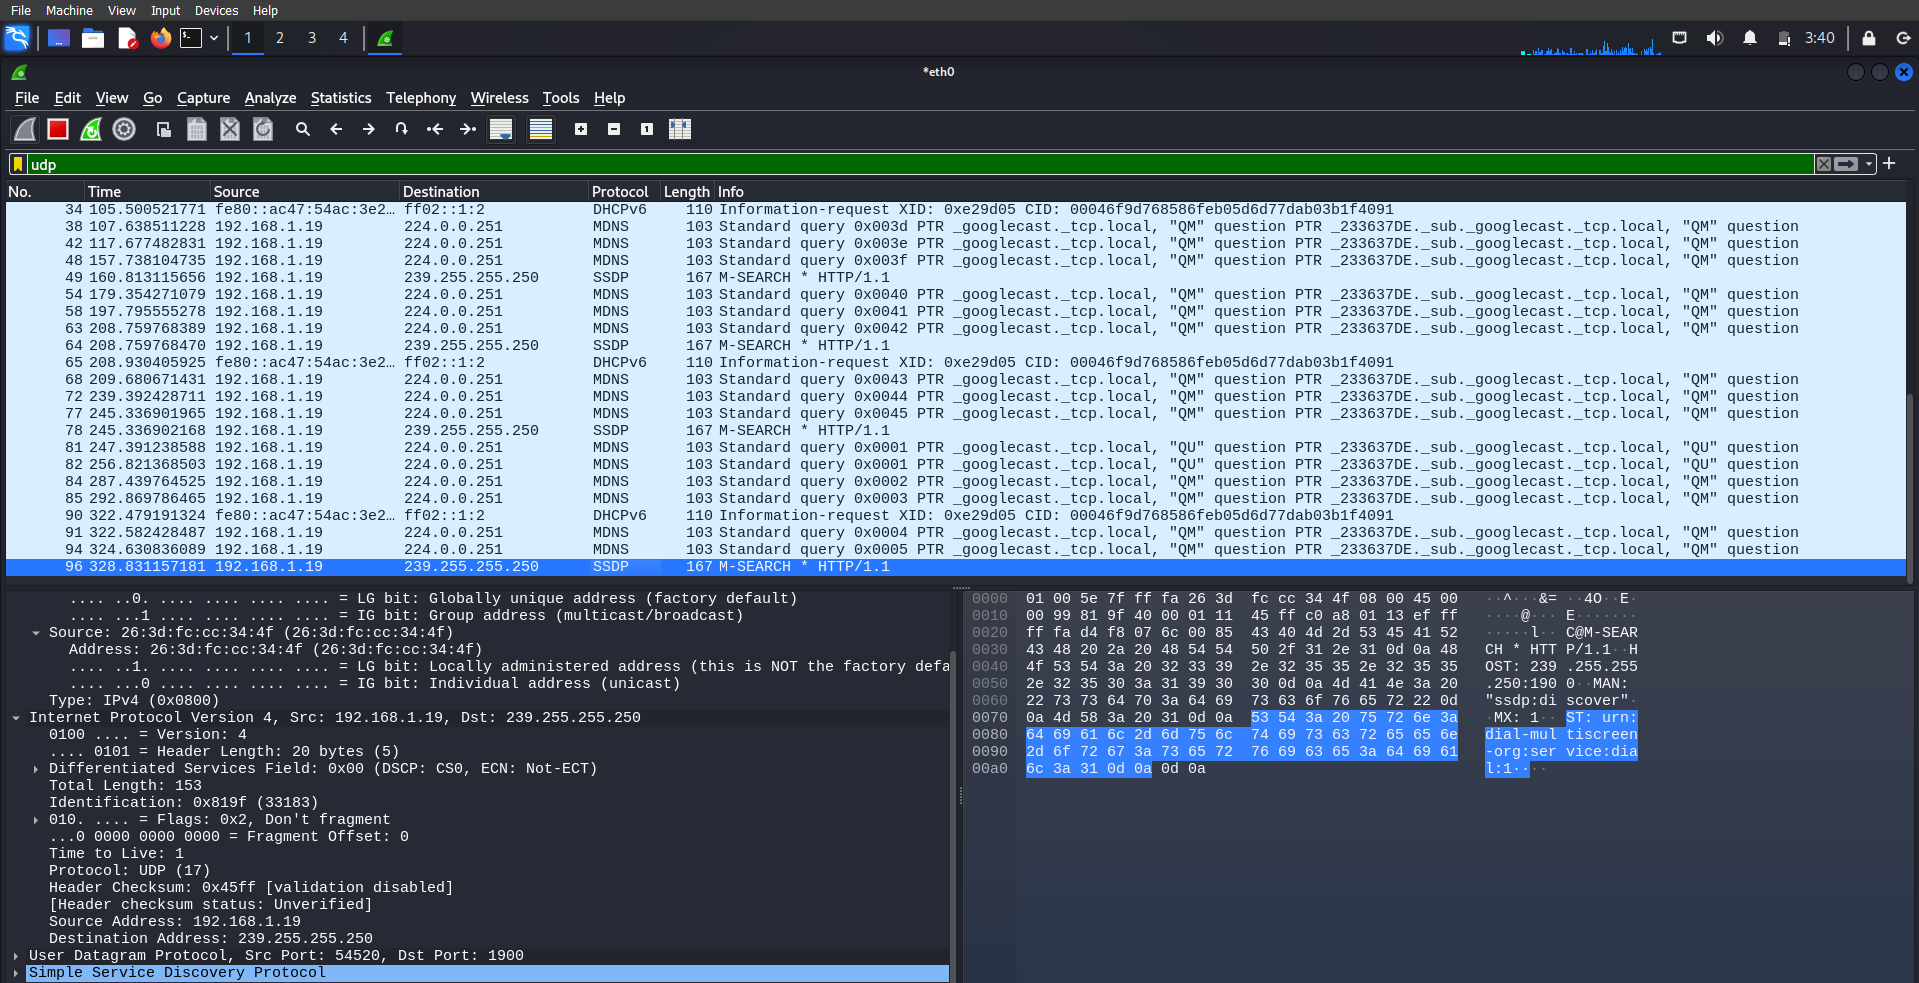 File Machine View Input Devices Help
1 2 3 4 3:40
*eth0
File Edit View Go Capture Analyze Statistics Telephony Wireless Tools Help
udp
No. Time Source Destination Protocol Length Info
34 105.500521771 fe80::ac47:54ac:3e2… ff02::1:2 DHCPv6 110 Information-request XID: 0xe29d05 CID: 00046f9d768586feb05d6d77dab03b1f4091
38 107.638511228 192.168.1.19 224.0.0.251 MDNS 103 Standard query 0x003d PTR _googlecast._tcp.local, "QM" question PTR _233637DE._sub._googlecast._tcp.local, "QM" question
42 117.677482831 192.168.1.19 224.0.0.251 MDNS 103 Standard query 0x003e PTR _googlecast._tcp.local, "QM" question PTR _233637DE._sub._googlecast._tcp.local, "QM" question
48 157.738104735 192.168.1.19 224.0.0.251 MDNS 103 Standard query 0x003f PTR _googlecast._tcp.local, "QM" question PTR _233637DE._sub._googlecast._tcp.local, "QM" question
49 160.813115656 192.168.1.19 239.255.255.250 SSDP 167 M-SEARCH * HTTP/1.1
54 179.354271079 192.168.1.19 224.0.0.251 MDNS 103 Standard query 0x0040 PTR _googlecast._tcp.local, "QM" question PTR _233637DE._sub._googlecast._tcp.local, "QM" question
58 197.795555278 192.168.1.19 224.0.0.251 MDNS 103 Standard query 0x0041 PTR _googlecast._tcp.local, "QM" question PTR _233637DE._sub._googlecast._tcp.local, "QM" question
63 208.759768389 192.168.1.19 224.0.0.251 MDNS 103 Standard query 0x0042 PTR _googlecast._tcp.local, "QM" question PTR _233637DE._sub._googlecast._tcp.local, "QM" question
64 208.759768470 192.168.1.19 239.255.255.250 SSDP 167 M-SEARCH * HTTP/1.1
65 208.930405925 fe80::ac47:54ac:3e2… ff02::1:2 DHCPv6 110 Information-request XID: 0xe29d05 CID: 00046f9d768586feb05d6d77dab03b1f4091
68 209.680671431 192.168.1.19 224.0.0.251 MDNS 103 Standard query 0x0043 PTR _googlecast._tcp.local, "QM" question PTR _233637DE._sub._googlecast._tcp.local, "QM" question
72 239.392428711 192.168.1.19 224.0.0.251 MDNS 103 Standard query 0x0044 PTR _googlecast._tcp.local, "QM" question PTR _233637DE._sub._googlecast._tcp.local, "QM" question
77 245.336901965 192.168.1.19 224.0.0.251 MDNS 103 Standard query 0x0045 PTR _googlecast._tcp.local, "QM" question PTR _233637DE._sub._googlecast._tcp.local, "QM" question
78 245.336902168 192.168.1.19 239.255.255.250 SSDP 167 M-SEARCH * HTTP/1.1
81 247.391238588 192.168.1.19 224.0.0.251 MDNS 103 Standard query 0x0001 PTR _googlecast._tcp.local, "QU" question PTR _233637DE._sub._googlecast._tcp.local, "QU" question
82 256.821368503 192.168.1.19 224.0.0.251 MDNS 103 Standard query 0x0001 PTR _googlecast._tcp.local, "QU" question PTR _233637DE._sub._googlecast._tcp.local, "QU" question
84 287.439764525 192.168.1.19 224.0.0.251 MDNS 103 Standard query 0x0002 PTR _googlecast._tcp.local, "QM" question PTR _233637DE._sub._googlecast._tcp.local, "QM" question
85 292.869786465 192.168.1.19 224.0.0.251 MDNS 103 Standard query 0x0003 PTR _googlecast._tcp.local, "QM" question PTR _233637DE._sub._googlecast._tcp.local, "QM" question
90 322.479191324 fe80::ac47:54ac:3e2… ff02::1:2 DHCPv6 110 Information-request XID: 0xe29d05 CID: 00046f9d768586feb05d6d77dab03b1f4091
91 322.582428487 192.168.1.19 224.0.0.251 MDNS 103 Standard query 0x0004 PTR _googlecast._tcp.local, "QM" question PTR _233637DE._sub._googlecast._tcp.local, "QM" question
94 324.630836089 192.168.1.19 224.0.0.251 MDNS 103 Standard query 0x0005 PTR _googlecast._tcp.local, "QM" question PTR _233637DE._sub._googlecast._tcp.local, "QM" question
96 328.831157181 192.168.1.19 239.255.255.250 SSDP 167 M-SEARCH * HTTP/1.1
.... ..0. .... .... .... .... = LG bit: Globally unique address (factory default)
.... ...1 .... .... .... .... = IG bit: Group address (multicast/broadcast)
Source: 26:3d:fc:cc:34:4f (26:3d:fc:cc:34:4f)
Address: 26:3d:fc:cc:34:4f (26:3d:fc:cc:34:4f)
.... ..1. .... .... .... .... = LG bit: Locally administered address (this is NOT the factory defa
.... ...0 .... .... .... .... = IG bit: Individual address (unicast)
Type: IPv4 (0x0800)
Internet Protocol Version 4, Src: 192.168.1.19, Dst: 239.255.255.250
0100 .... = Version: 4
.... 0101 = Header Length: 20 bytes (5)
Differentiated Services Field: 0x00 (DSCP: CS0, ECN: Not-ECT)
Total Length: 153
Identification: 0x819f (33183)
010. .... = Flags: 0x2, Don't fragment
...0 0000 0000 0000 = Fragment Offset: 0
Time to Live: 1
Protocol: UDP (17)
Header Checksum: 0x45ff [validation disabled]
[Header checksum status: Unverified]
Source Address: 192.168.1.19
Destination Address: 239.255.255.250
User Datagram Protocol, Src Port: 54520, Dst Port: 1900
Simple Service Discovery Protocol
0000 01 00 5e 7f ff fa 26 3d fc cc 34 4f 08 00 45 00 ··^···&= ··4O··E·
0010 00 99 81 9f 40 00 01 11 45 ff c0 a8 01 13 ef ff ····@··· E·······
0020 ff fa d4 f8 07 6c 00 85 43 40 4d 2d 53 45 41 52 ·····l·· C@M-SEAR
0030 43 48 20 2a 20 48 54 54 50 2f 31 2e 31 0d 0a 48 CH * HTT P/1.1··H
0040 4f 53 54 3a 20 32 33 39 2e 32 35 35 2e 32 35 35 OST: 239 .255.255
0050 2e 32 35 30 3a 31 39 30 30 0d 0a 4d 41 4e 3a 20 .250:190 0··MAN: 
0060 22 73 73 64 70 3a 64 69 73 63 6f 76 65 72 22 0d "ssdp:di scover"·
0070 0a 4d 58 3a 20 31 0d 0a 53 54 3a 20 75 72 6e 3a ·MX: 1·· ST: urn:
0080 64 69 61 6c 2d 6d 75 6c 74 69 73 63 72 65 65 6e dial-mul tiscreen
0090 2d 6f 72 67 3a 73 65 72 76 69 63 65 3a 64 69 61 -org:ser vice:dia
00a0 6c 3a 31 0d 0a 0d 0a l:1····